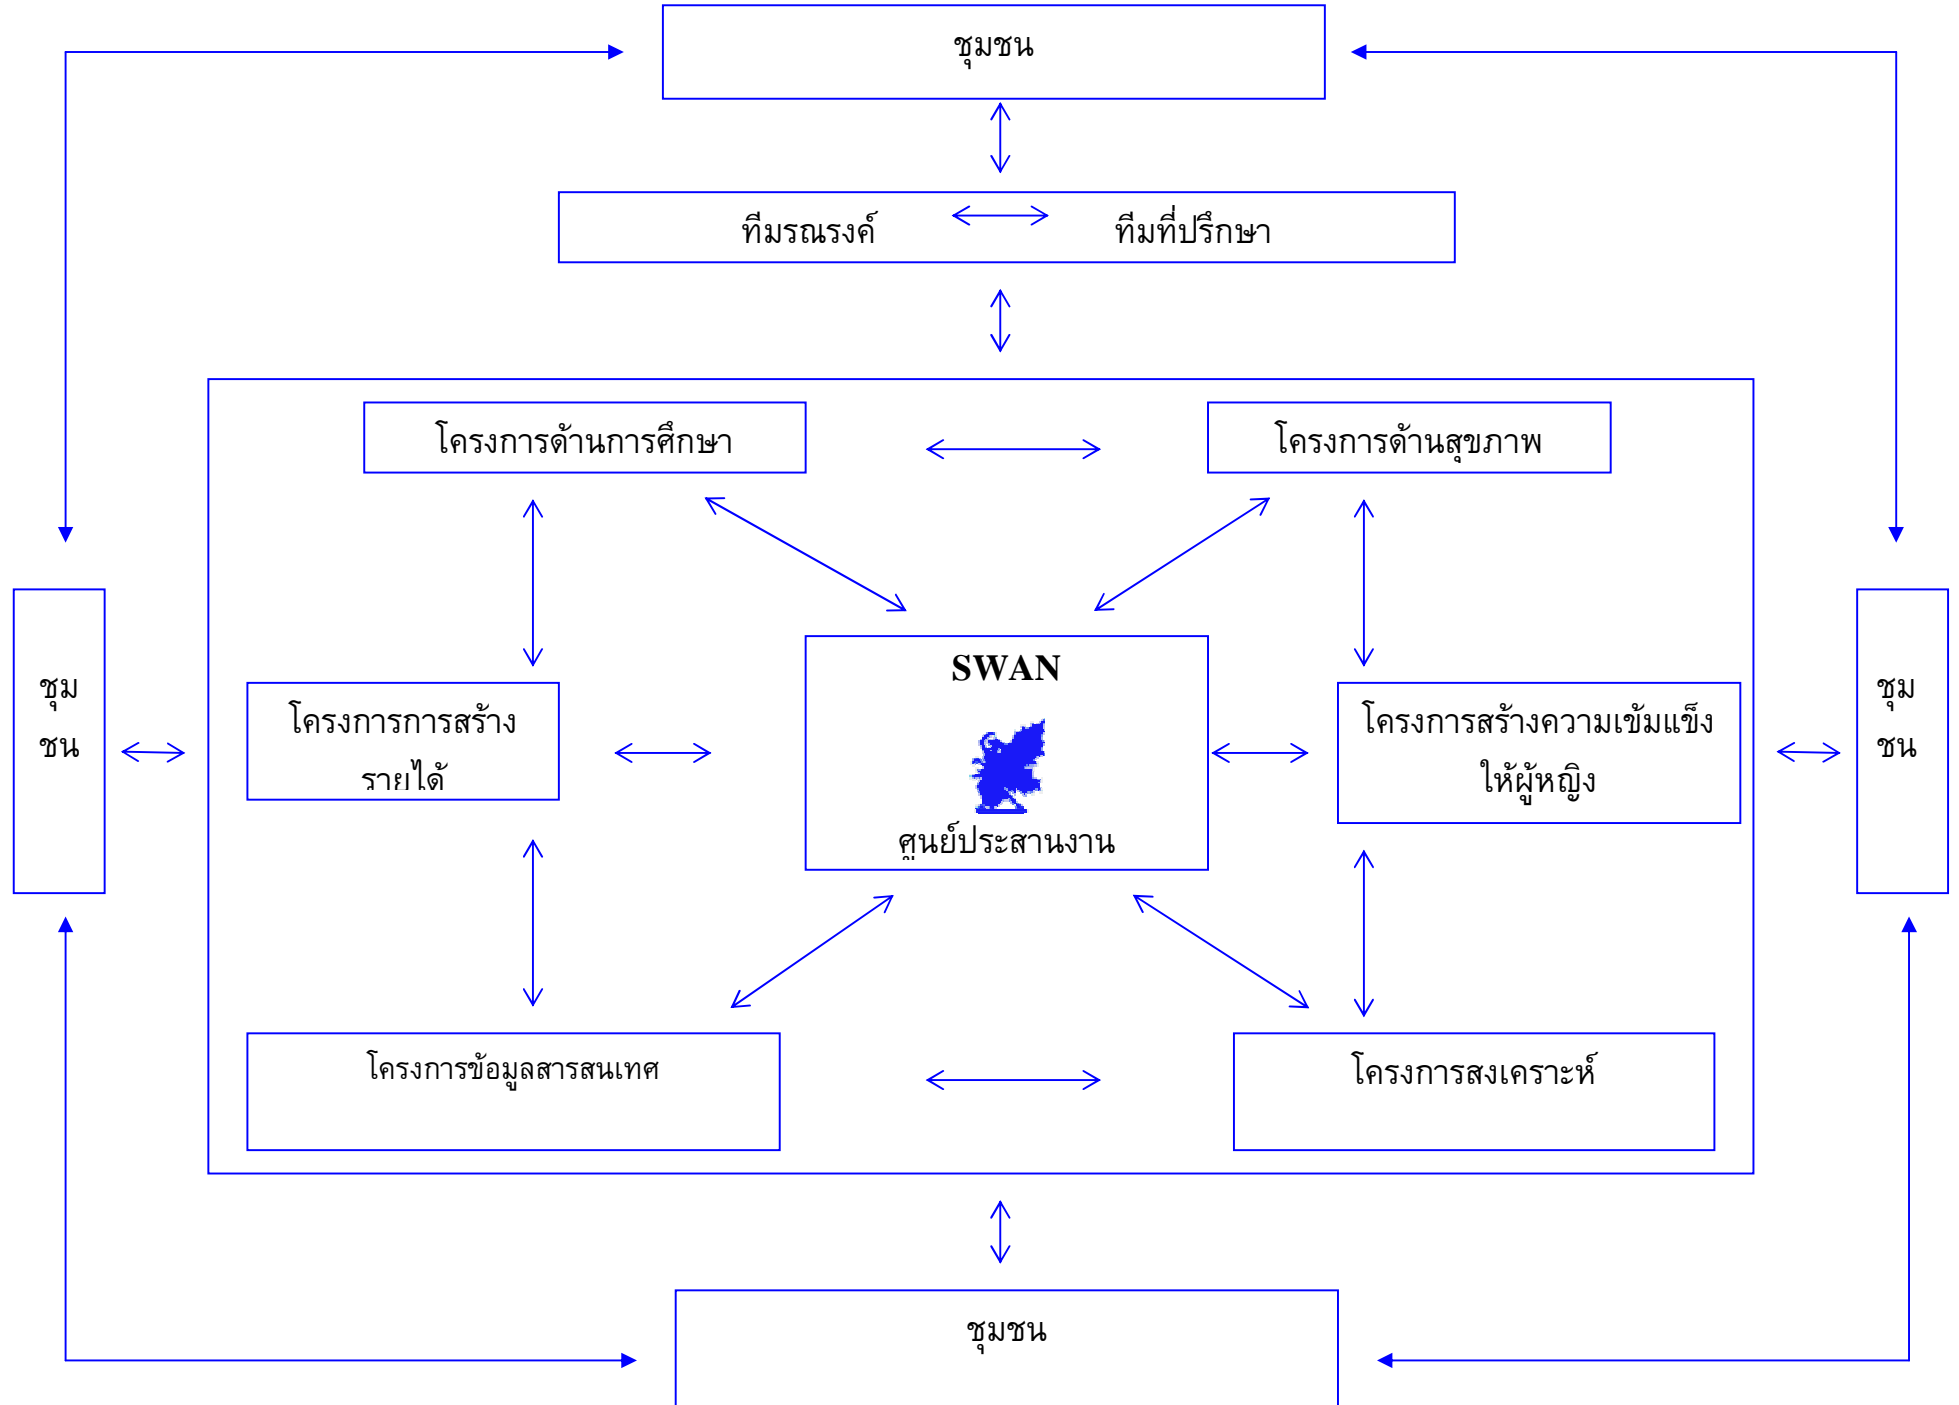 ชุมชน
ทีมรณรงค์ ทีมที่ปรึกษา
โครงการด้านการศึกษา
โครงการด้านสุขภาพ
ชุม
ชน
โครงการการสร้าง
รายได้
SWAN
ศูนย์ประสานงาน
โครงการสร้างความเข้มแข็ง
ให้ผู้หญิง
ชุม
ชน
โครงการข้อมูลสารสนเทศ
โครงการสงเคราะห์
ชุมชน